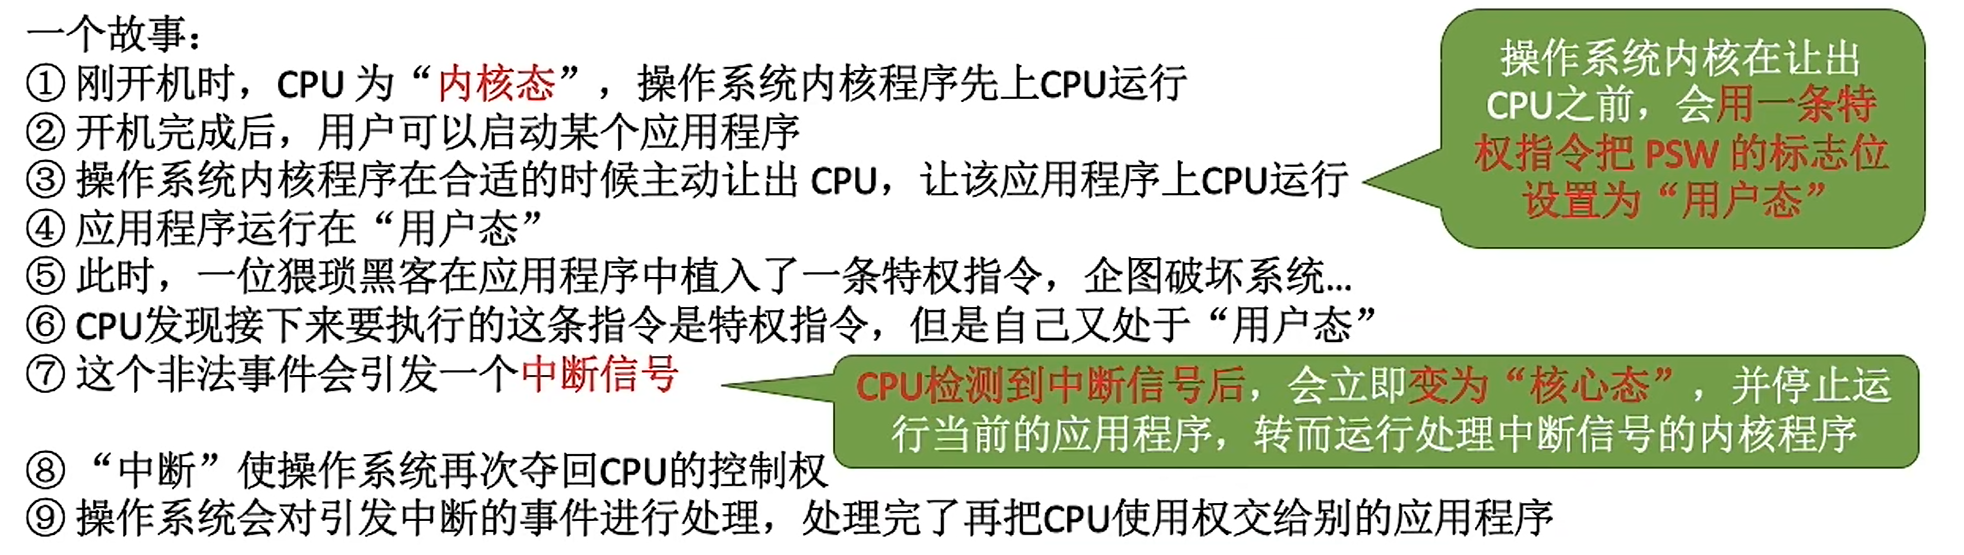 一个故事：
① 刚开机时，CPU 为“内核态”，操作系统内核程序先上CPU运行
② 开机完成后，用户可以启动某个应用程序
③ 操作系统内核程序在合适的时候主动让出 CPU，让该应用程序上CPU运行
④ 应用程序运行在“用户态”
⑤ 此时，一位猥琐黑客在应用程序中植入了一条特权指令，企图破坏系统...
⑥ CPU发现接下来要执行的这条指令是特权指令，但是自己又处于“用户态”
⑦ 这个非法事件会引发一个中断信号
⑧ “中断”使操作系统再次夺回CPU的控制权
⑨ 操作系统会对引发中断的事件进行处理，处理完了再把CPU使用权交给别的应用程序
操作系统内核在让出
CPU之前，会用一条特
权指令把 PSW 的标志位
设置为“用户态”
CPU检测到中断信号后，会立即变为“核心态”，并停止运
行当前的应用程序，转而运行处理中断信号的内核程序